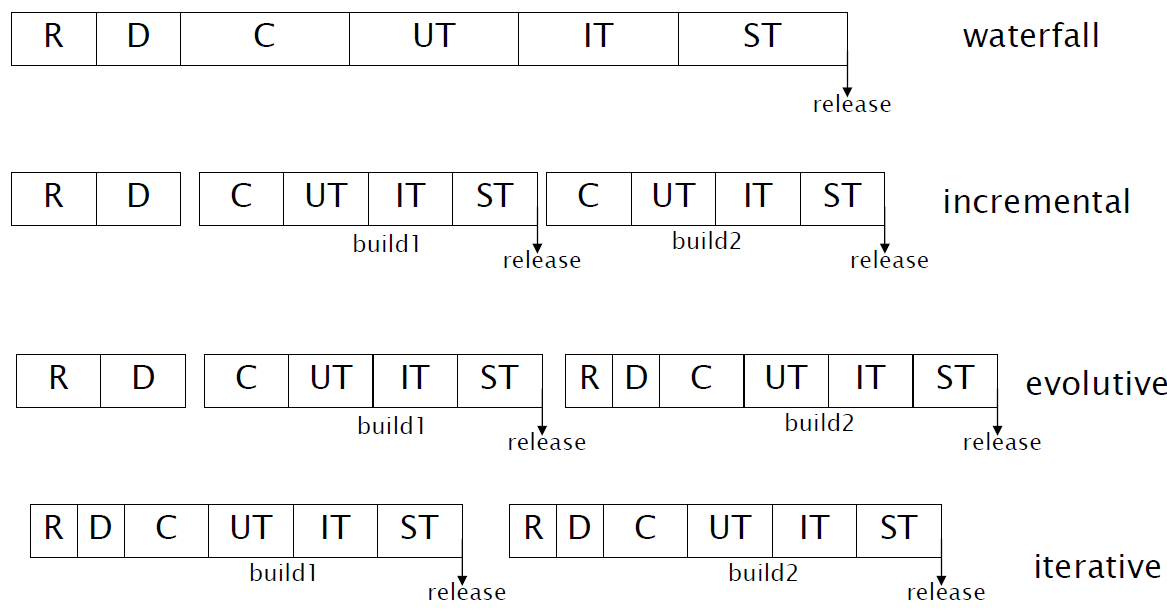 R D C UT IT ST waterfall
release
R D C UT IT ST C UT IT ST incremental
build1 build2
release release
R D C UT IT ST R D C UT IT ST evolutive
build1 build2
release release
R D C UT IT ST R D C UT IT ST
iterative
build1 build2
release release